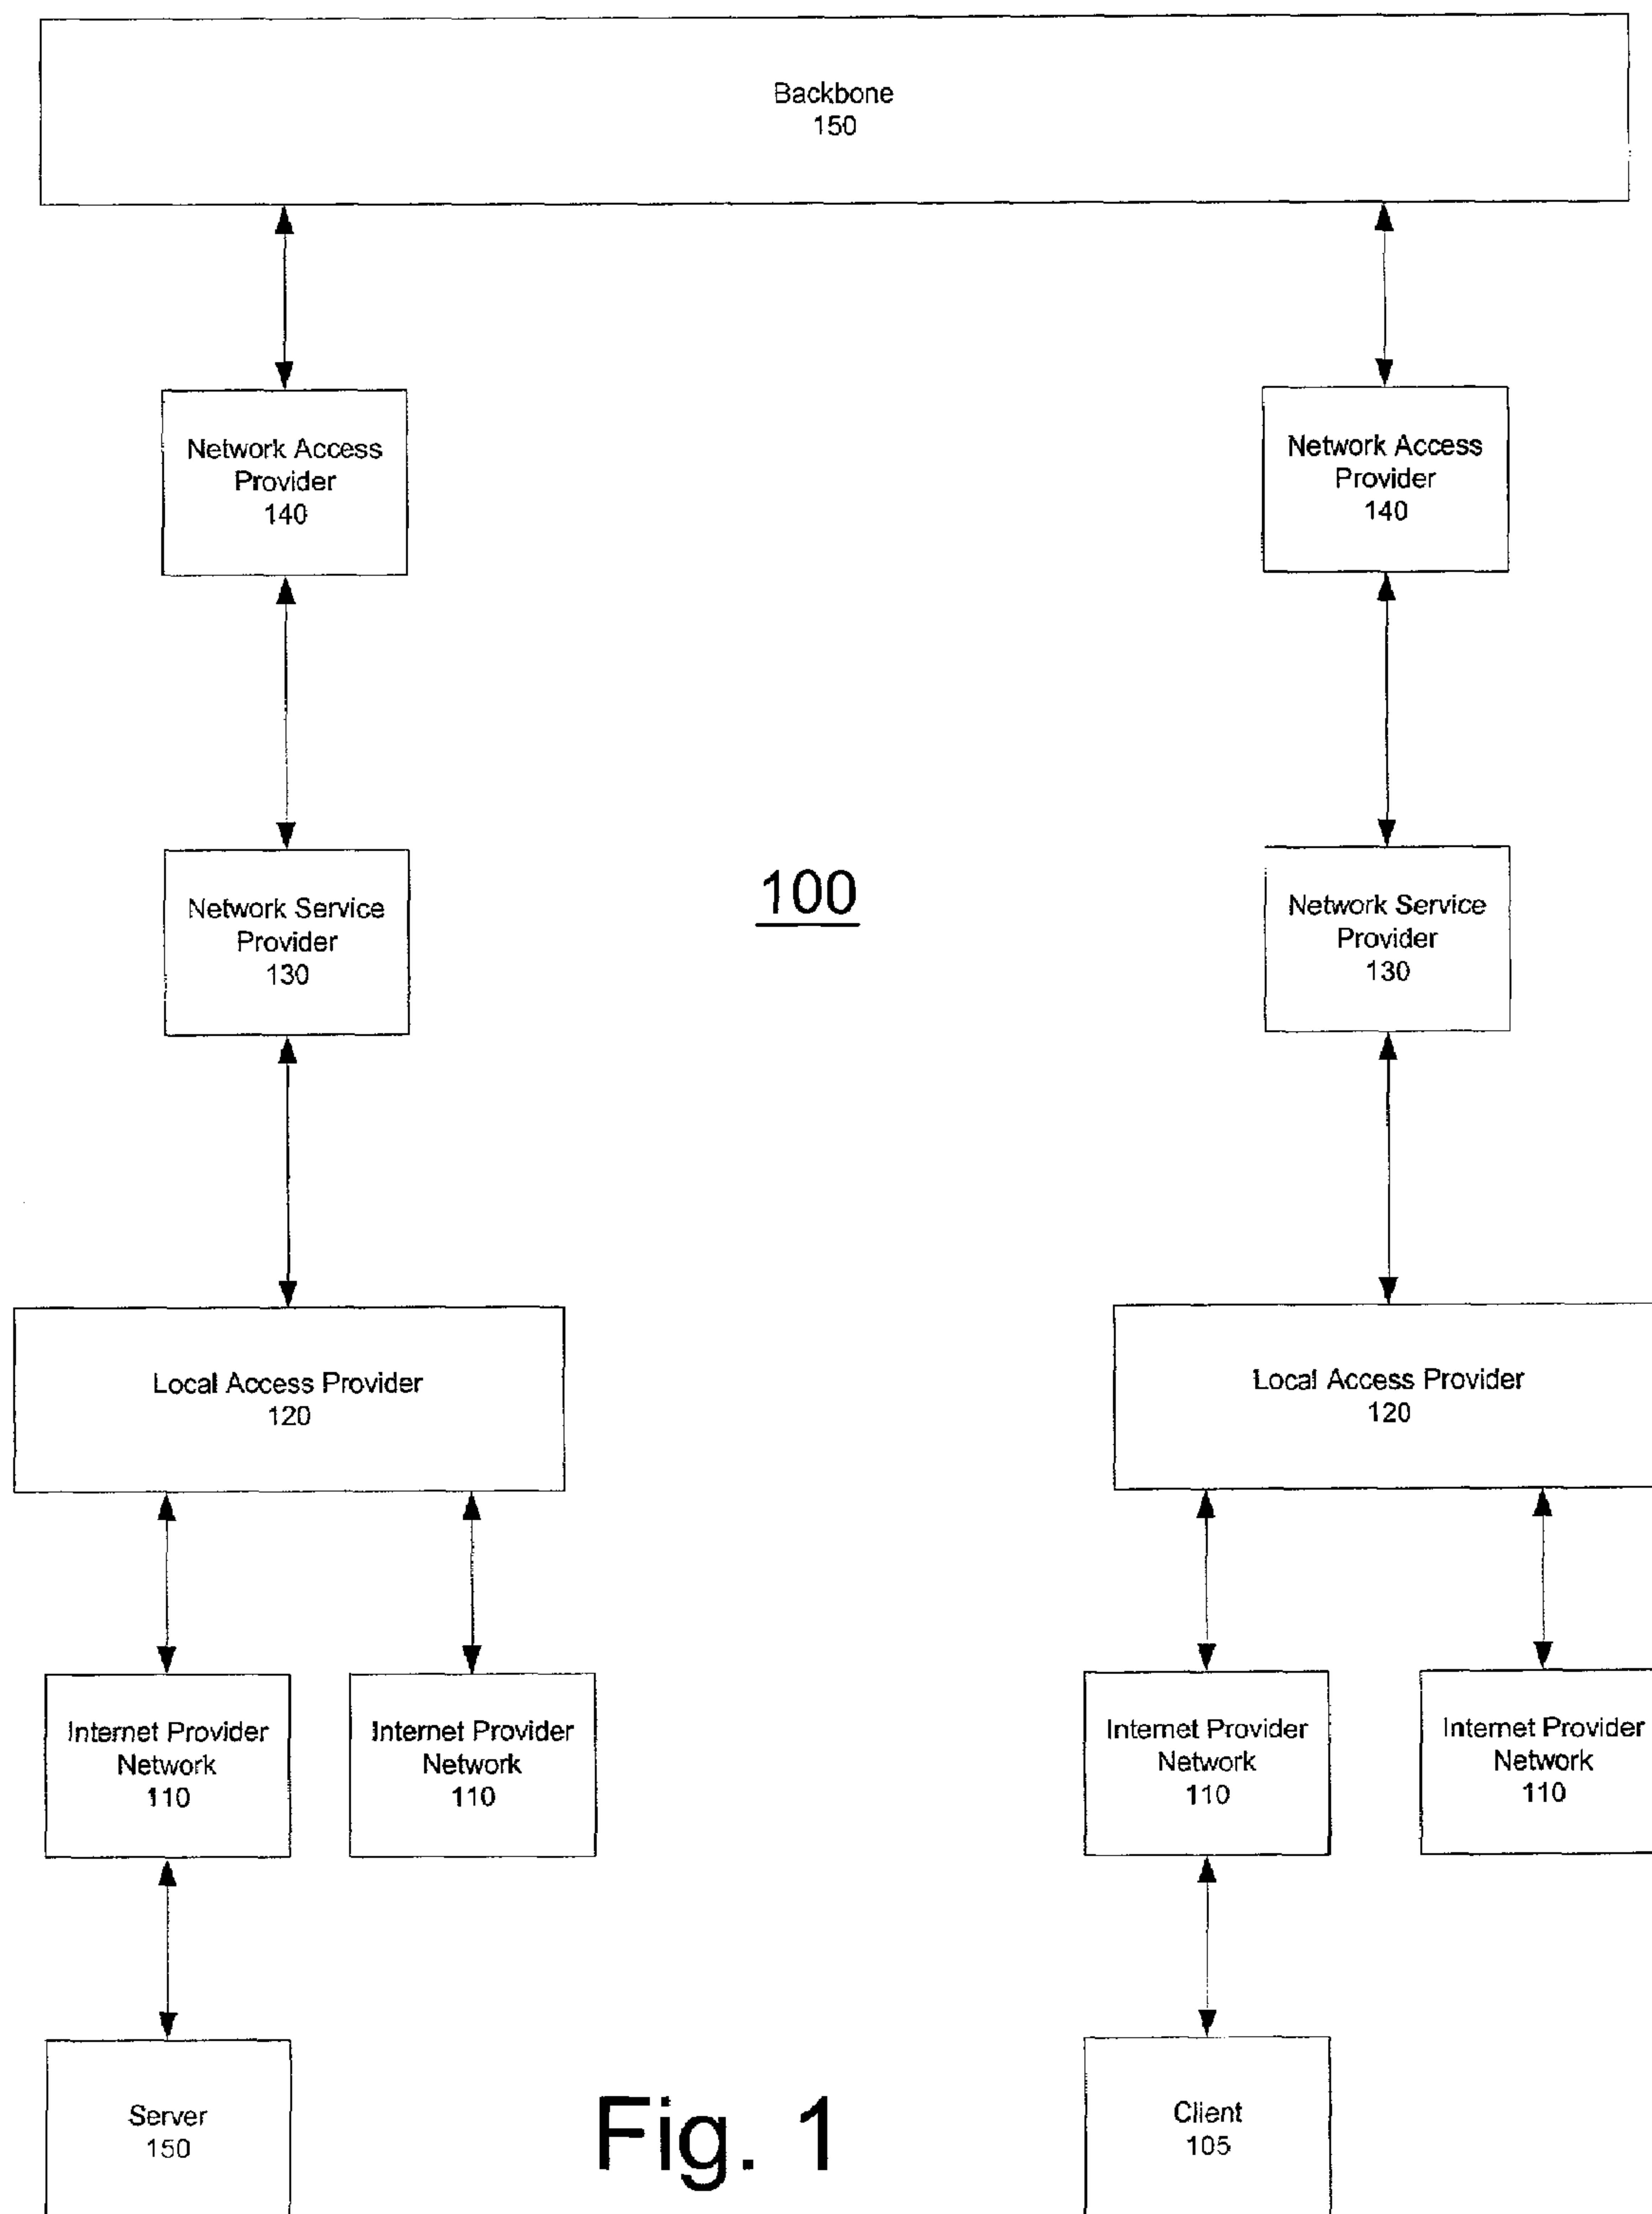 Backbone
150
Network Access
Provider
140
Network Access
Provider
140
Network Service
Provider
130
100
Network Service
Provider
130
Local Access Provider
120
Local Access Provider
120
Internet Provider
Network
110
Internet Provider
Network
110
Internet Provider
Network
110
Internet Provider
Network
110
Server
150
Fig. 1
Client
105